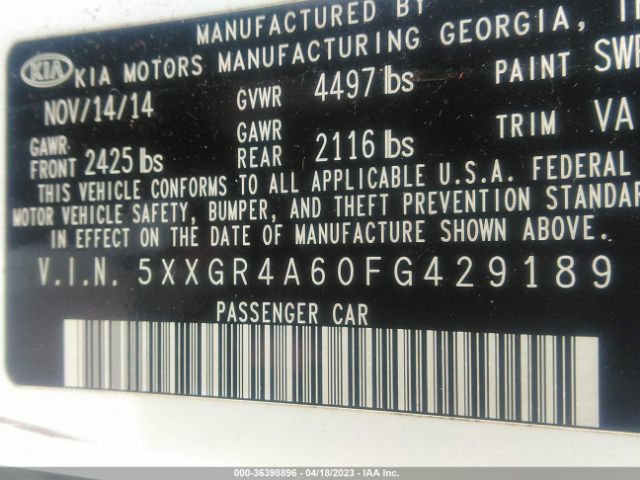 MANUFACTURED BY
KIA KIA MOTORS MANUFACTURING GEORGIA,
NOV/14/14 GVWR 4497 lbs PAINT
GAWR FRONT 2425 lbs GAWR REAR 2116 lbs TRIM VA
THIS VEHICLE CONFORMS TO ALL APPLICABLE U.S.A. FEDERAL
MOTOR VEHICLE SAFETY, BUMPER, AND THEFT PREVENTION
IN EFFECT ON THE DATE OF MANUFACTURE SHOWN ABOVE.
V.I.N. 5XXGR4A60FG429189
PASSENGER CAR
000-36398896 - 04/18/2023 - IAA Auctions